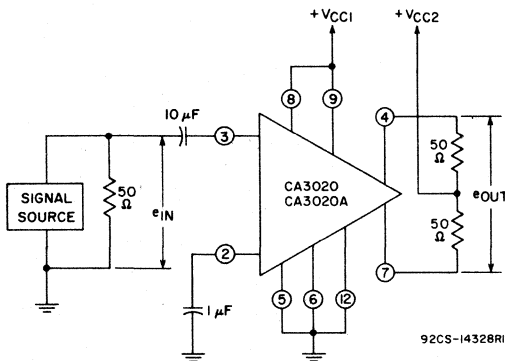 +VCC1
+VCC2
8
9
4
10 µF
3
50
Ω
SIGNAL
SOURCE
50
Ω
eIN
CA3020
CA3020A
eOUT
50
Ω
2
7
1 µF
5
6
12
92CS-14328R1